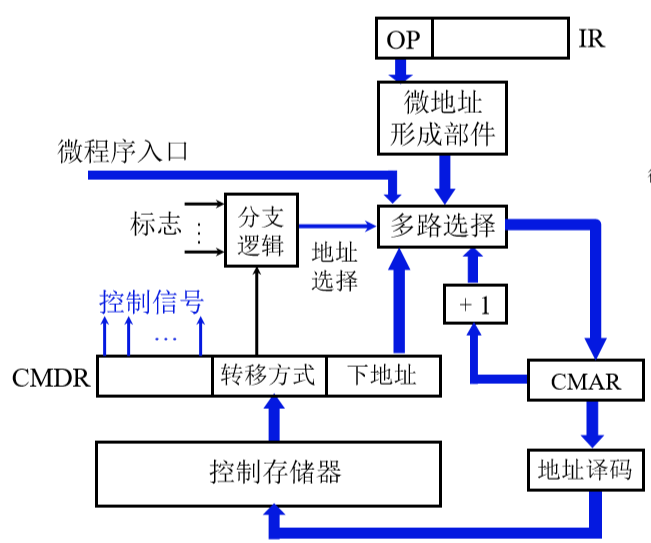 OP
IR
微地址
形成部件
微程序入口
标志
⋮
分支
逻辑
地址
选择
多路选择
控制信号
…
+ 1
CMDR
转移方式
下地址
CMAR
控制存储器
地址译码